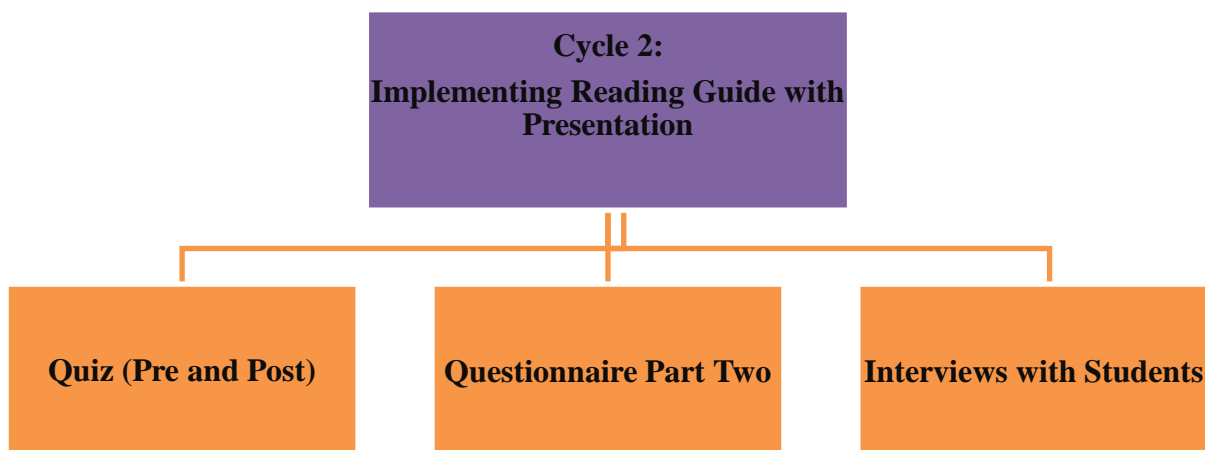 Cycle 2:
Implementing Reading Guide with
Presentation
Quiz (Pre and Post)
Questionnaire Part Two
Interviews with Students